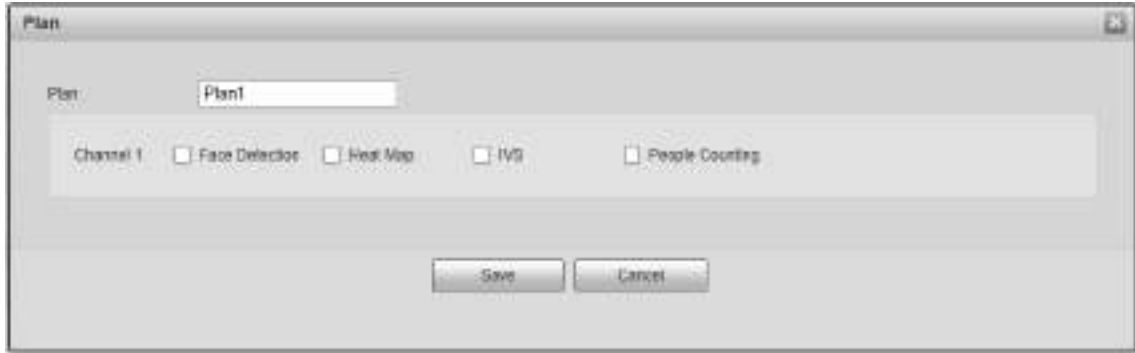 Plan
Plan Plan1
Channel 1 Face Detection Heat Map IVS People Counting
Save Cancel